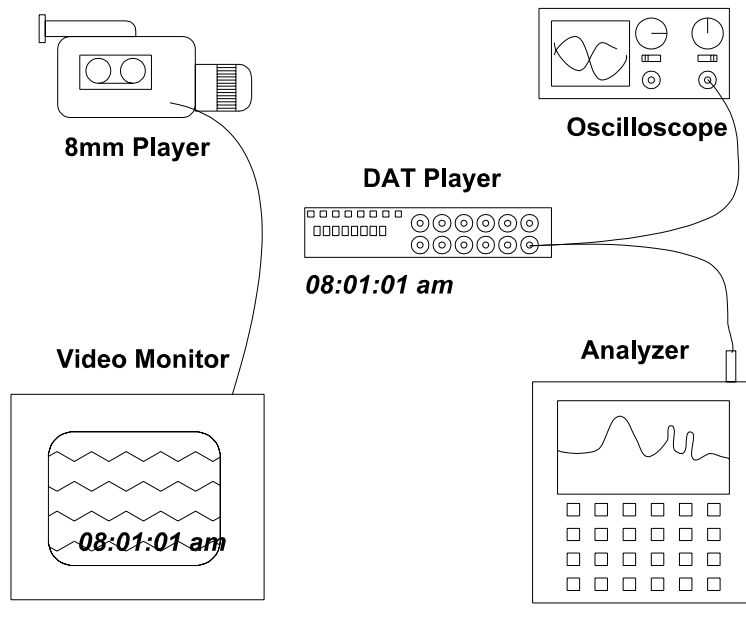 8mm Player
Oscilloscope
DAT Player
08:01:01 am
Video Monitor
Analyzer
08:01:01 am